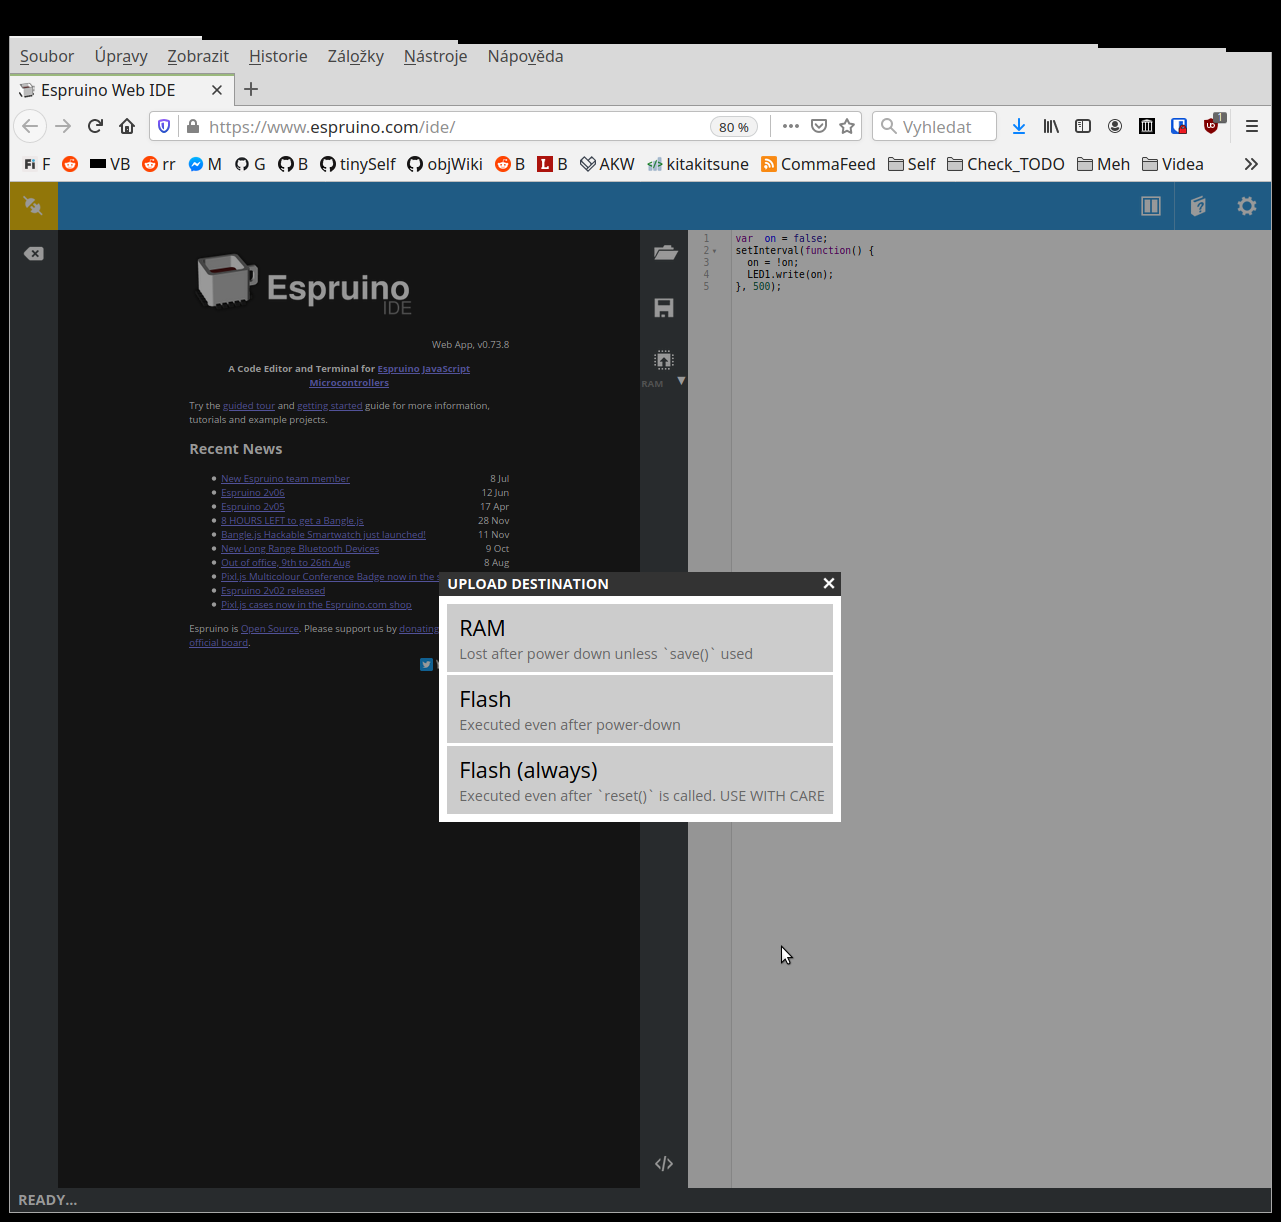 Soubor Úpravy Zobrazit Historie Záložky Nástroje Nápověda
Espruino Web IDE
https://www.espruino.com/ide/ 80 % Vyhledat 1
F VB rr M G B tinySelf objWiki B B AKW kitakitsune CommaFeed Self Check_TODO Meh Videa
Espruino
IDE
Web App, v0.73.8
A Code Editor and Terminal for Espruino JavaScript
Microcontrollers
Try the guided tour and getting started guide for more information,
tutorials and example projects.
Recent News
New Espruino team member 8 Jul
Espruino 2v06 12 Jun
Espruino 2v05 17 Apr
8 HOURS LEFT to get a Bangle.js 28 Nov
Bangle.js Hackable Smartwatch just launched! 11 Nov
New Long Range Bluetooth Devices 9 Oct
Out of office, 9th to 26th Aug 8 Aug
Pixl.js Multicolour Conference Badge now in the
Espruino 2v02 released
Pixl.js cases now in the Espruino.com shop
Espruino is Open Source. Please support us by donating
official board.
RAM
1 var  on = false;
2 setInterval(function() {
3   on = !on;
4   LED1.write(on);
5 }, 500);
UPLOAD DESTINATION
RAM
Lost after power down unless `save()` used
Flash
Executed even after power-down
Flash (always)
Executed even after `reset()` is called. USE WITH CARE
READY...